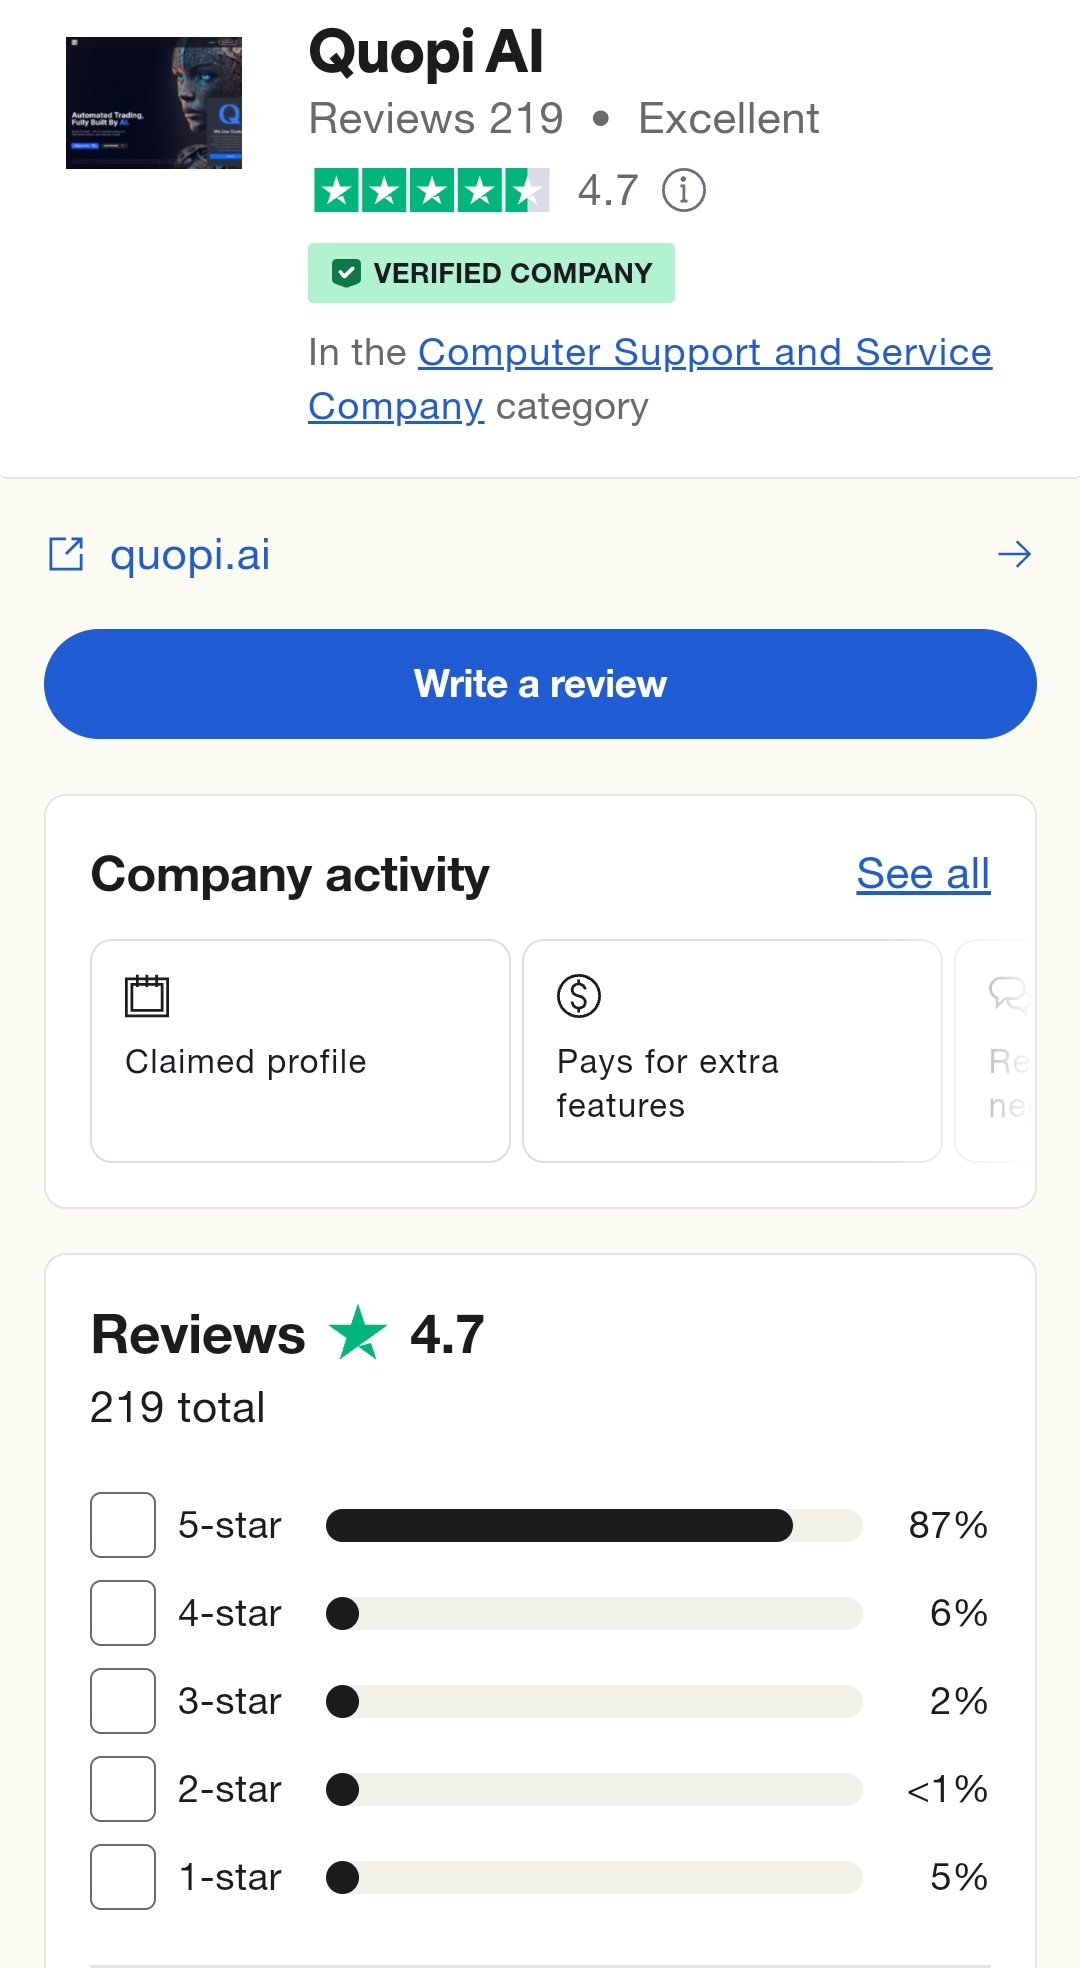 Automated Trading,
Fully Built By AI.
Quopi AI
Reviews 219 • Excellent
4.7
VERIFIED COMPANY
In the Computer Support and Service
Company category
quopi.ai
Write a review
Company activity
See all
Claimed profile
Pays for extra
features
Re
ne
Reviews 4.7
219 total
5-star 87%
4-star 6%
3-star 2%
2-star <1%
1-star 5%